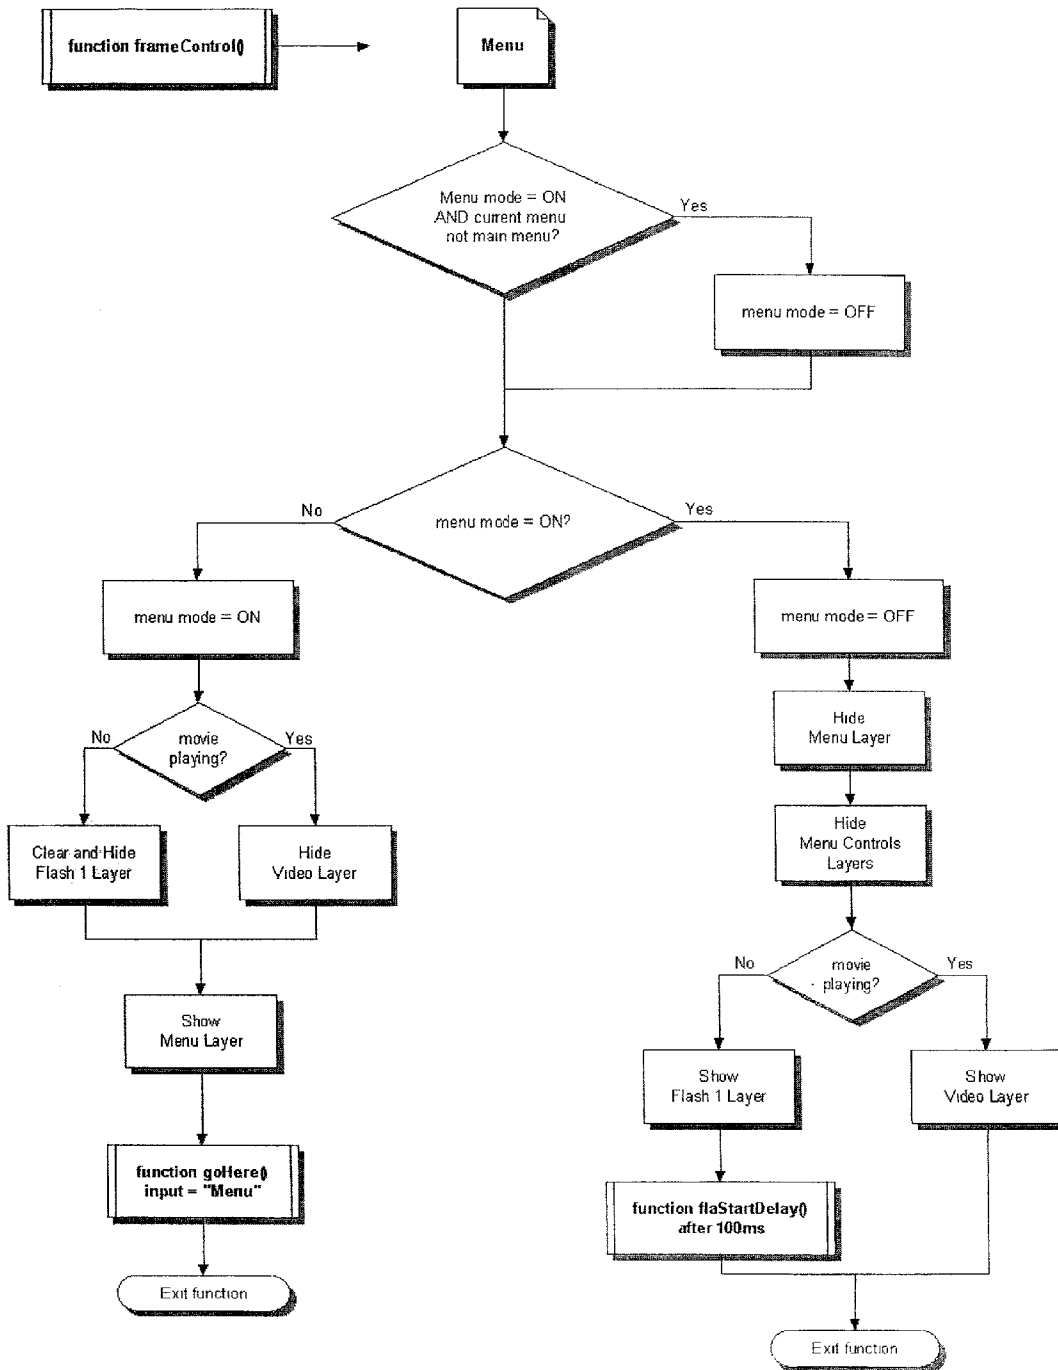 function frameControl()
Menu
Menu mode = ON
AND current menu
not main menu?
Yes
menu mode = OFF
menu mode = ON?
No
Yes
menu mode = ON
menu mode = OFF
movie
playing?
No
Yes
Hide
Menu Layer
Clear and Hide
Flash 1 Layer
Hide
Video Layer
Hide
Menu Controls
Layers
movie
playing?
No
Yes
Show
Menu Layer
Show
Flash 1 Layer
Show
Video Layer
function goHere()
input = "Menu"
function flaStartDelay()
after 100ms
Exit function
Exit function